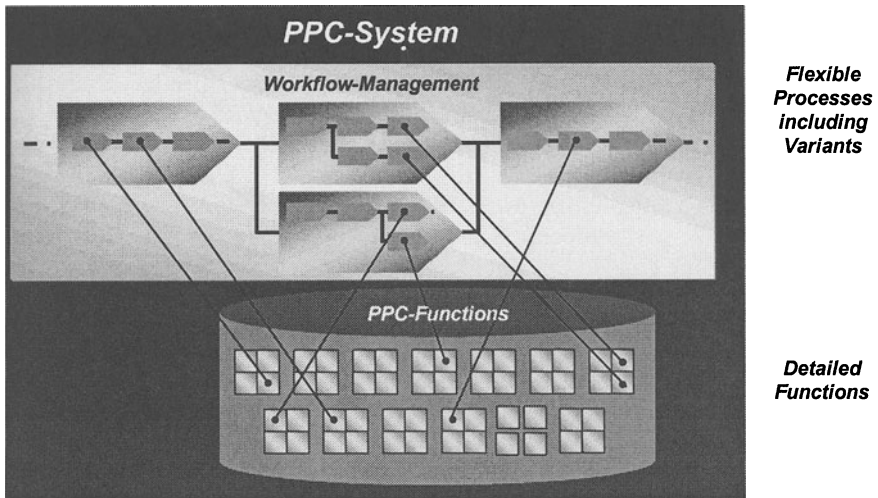 PPC-System
Workflow-Management
Flexible
Processes
including
Variants
PPC-Functions
Detailed
Functions